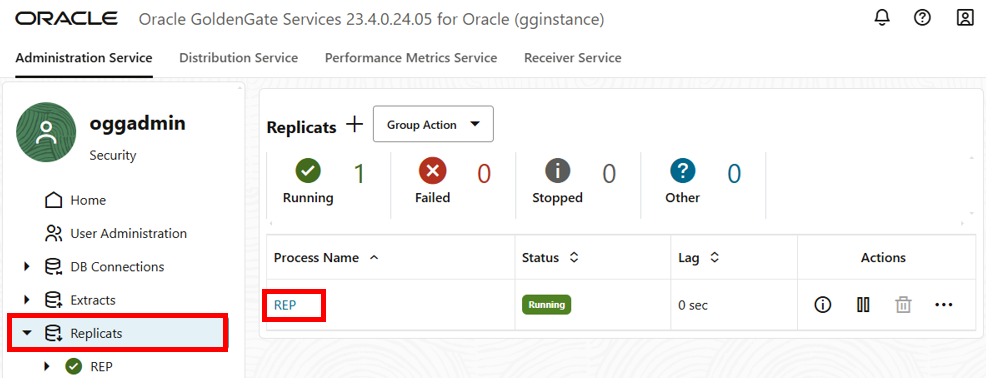 ORACLE Oracle GoldenGate Services 23.4.0.24.05 for Oracle (gginstance)
Administration Service Distribution Service Performance Metrics Service Receiver Service
oggadmin
Security
Home
User Administration
DB Connections
Extracts
Replicats
REP
Replicats Group Action
1 0 0 0
Running Failed Stopped Other
Process Name Status Lag Actions
REP Running 0 sec